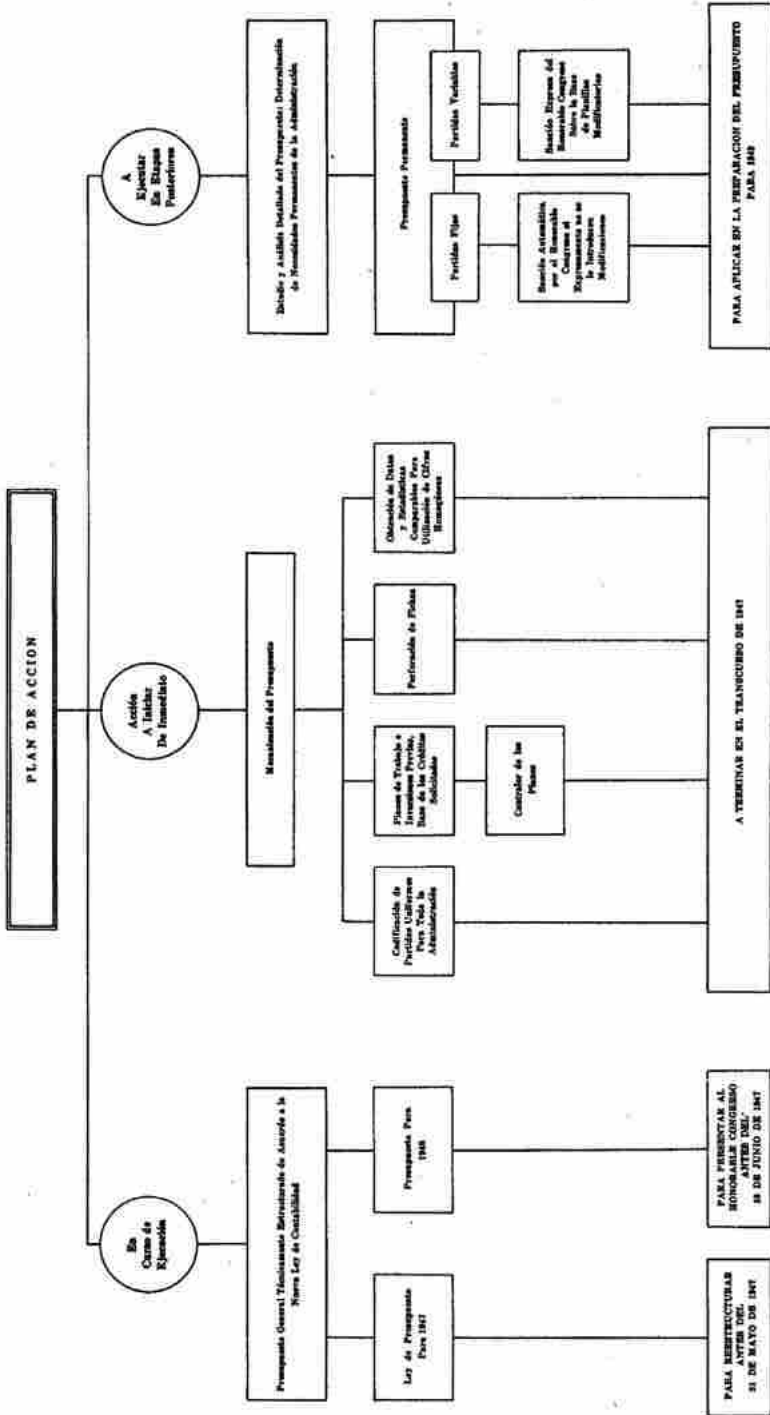 PLAN DE ACCION
En
Curso de
Ejecución
Presupuesto General Técnicamente Estructurado de Acuerdo a la
Nueva Ley de Contabilidad
Ley de Presupuesto
Para 1947
Presupuesto Para
PARA REESTRUCTURAR
ANTES DEL
31 DE MAYO DE 1947
PARA PRESENTAR AL
HONORABLE CONGRESO
ANTES DEL
DE JUNIO DE 1947
Acción
A Iniciar
De Inmediato
Mecanización del Presupuesto
Codificación de
Partidas Uniformes
Para Toda la
Administración
Planes de Trabajo e
Inversiones Previas,
Base de los Créditos
Solicitados
Contralor de los
Planes
Perforación de Fichas
Obtención de Datos
y Estadísticas
Comparables Para
Utilización de Cifras
Homogéneas
A TERMINAR EN EL TRANSCURSO DE 1947
A
Ejecutar
En Etapas
Posteriores
Estudio y Análisis Detallado del Presupuesto: Determinación
de Necesidades Permanentes de la Administración
Presupuesto Permanente
Partidas Fijas
Partidas Variables
Sanción Automática,
por el Honorable
Congreso si
Expresamente no se
le Introducen
Modificaciones
Sanción Expresa del
Honorable Congreso
Sobre la Base
de Planillas
Modificatorias
PARA APLICAR EN LA PREPARACION DEL PRESUPUESTO
PARA